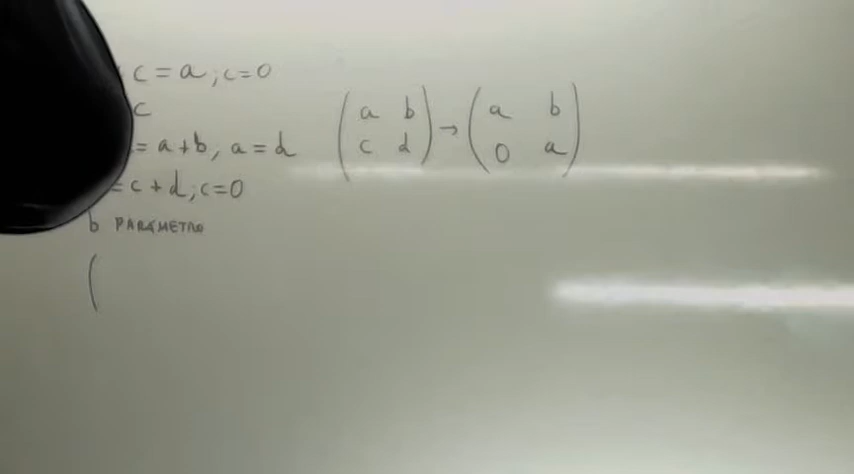 c = a ; c = 0
c
= a + b , a = d
= c + d ; c = 0
b PARAMETRO
(
( a b
c d ) → ( a b
0 a )